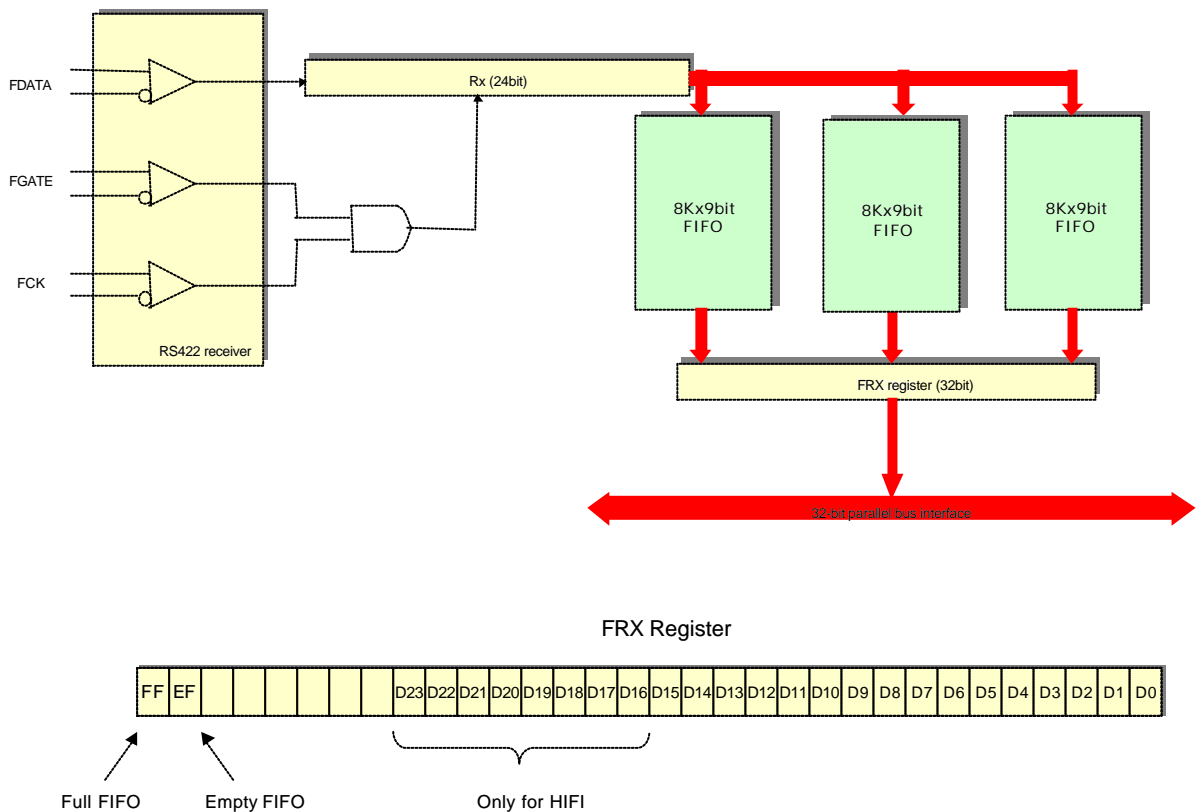 FDATA
Rx (24bit)
FGATE
FCK
RS422 receiver
8Kx9bit
FIFO
8Kx9bit
FIFO
8Kx9bit
FIFO
FRX register (32bit)
32-bit parallel bus interface
FRX Register
FF EF D23 D22 D21 D20 D19 D18 D17 D16 D15 D14 D13 D12 D11 D10 D9 D8 D7 D6 D5 D4 D3 D2 D1 D0
Full FIFO Empty FIFO Only for HIFI